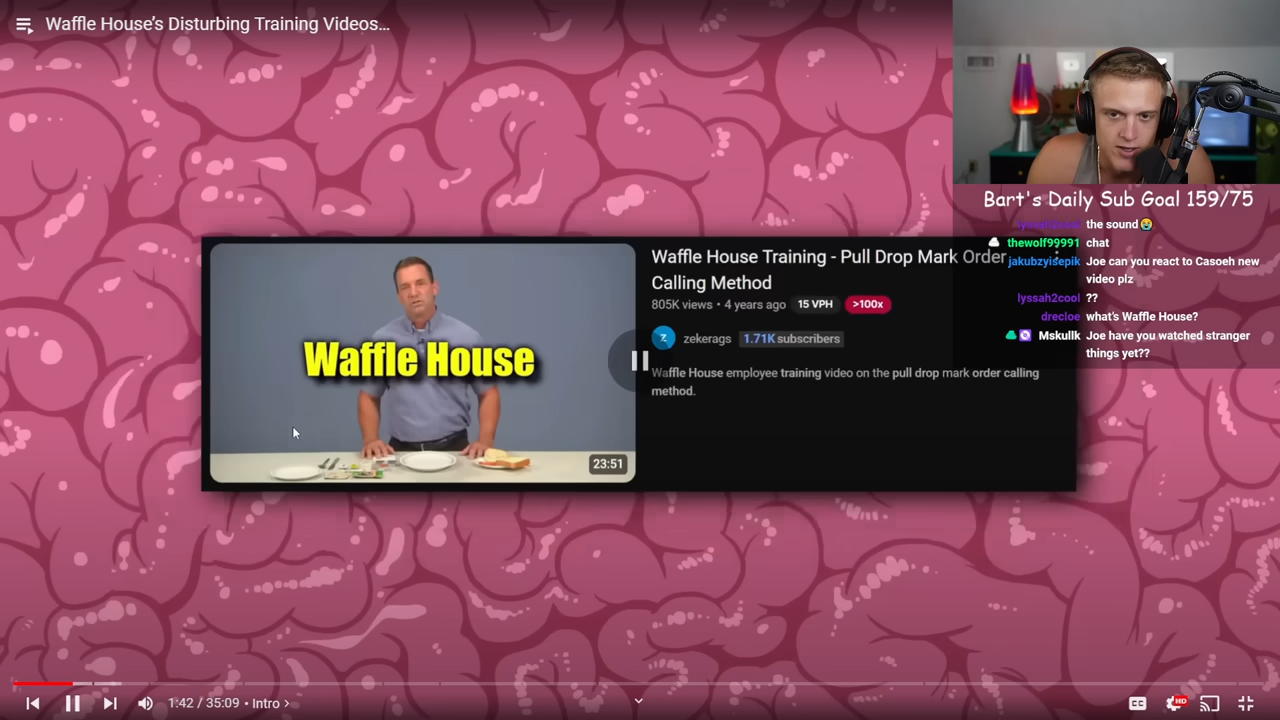 Waffle House’s Disturbing Training Videos…
Bart's Daily Sub Goal 159/75
the sound😭
thewolf99991 chat
jakubzyisepik Joe can you react to Casoeh new
video plz
lyssah2cool ??
drecloe what’s Waffle House?
Mskullk Joe have you watched stranger
things yet??
Waffle House Training - Pull Drop Mark Order
Calling Method
805K views • 4 years ago 15 VPH >100x
z zekerags 1.71K subscribers
Waffle House employee training video on the pull drop mark order calling
method.
Waffle House
23:51
1:42 / 35:09 • Intro ›
CC
HD